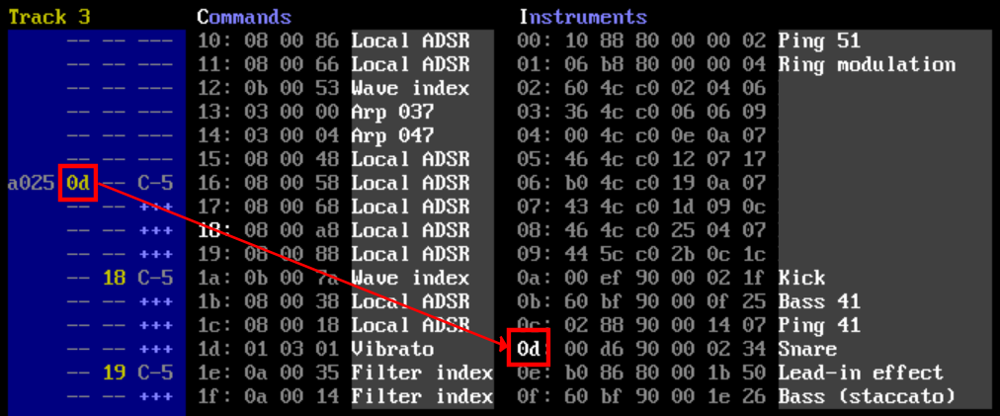 Track 3 Commands Instruments
-- -- --- 10: 08 00 86 Local ADSR 00: 10 88 80 00 00 02 Ping 51
-- -- --- 11: 08 00 66 Local ADSR 01: 06 b8 80 00 00 04 Ring modulation
-- -- --- 12: 0b 00 53 Wave index 02: 60 4c c0 02 04 06
-- -- --- 13: 03 00 00 Arp 037 03: 36 4c c0 06 06 09
-- -- --- 14: 03 00 04 Arp 047 04: 00 4c c0 0e 0a 07
-- -- --- 15: 08 00 48 Local ADSR 05: 46 4c c0 12 07 17
a025 0d -- C-5 16: 08 00 58 Local ADSR 06: b0 4c c0 19 0a 07
-- -- +++ 17: 08 00 68 Local ADSR 07: 43 4c c0 1d 09 0c
-- -- +++ 18: 08 00 a8 Local ADSR 08: 46 4c c0 25 04 07
-- -- +++ 19: 08 00 88 Local ADSR 09: 44 5c c0 2b 0c 1c
-- 18 C-5 1a: 0b 00 7a Wave index 0a: 00 ef 90 00 02 1f Kick
-- -- +++ 1b: 08 00 38 Local ADSR 0b: 60 bf 90 00 0f 25 Bass 41
-- -- +++ 1c: 08 00 18 Local ADSR 0c: 02 88 90 00 14 07 Ping 41
-- -- +++ 1d: 01 03 01 Vibrato 0d: 00 d6 90 00 02 34 Snare
-- 19 C-5 1e: 0a 00 35 Filter index 0e: b0 86 80 00 1b 50 Lead-in effect
-- -- +++ 1f: 0a 00 14 Filter index 0f: 60 bf 90 00 1e 26 Bass (staccato)